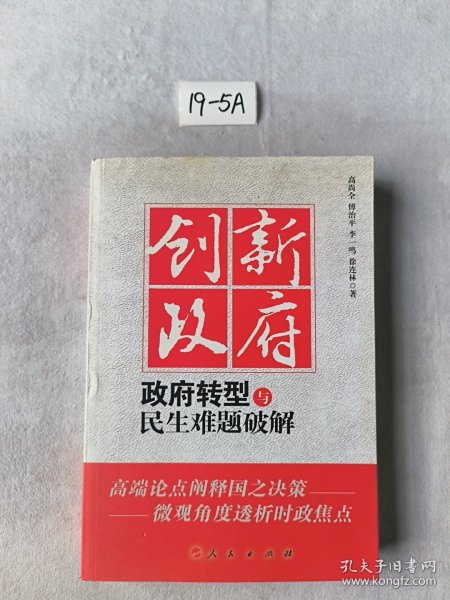 19-5A
创新
政府
高尚全 傅治平 李一鸣 徐连林 著
政府转型与
民生难题破解
高端论点阐释国之决策——
——微观角度透析时政焦点
人民出版社
孔夫子旧书网
www.kongfz.com